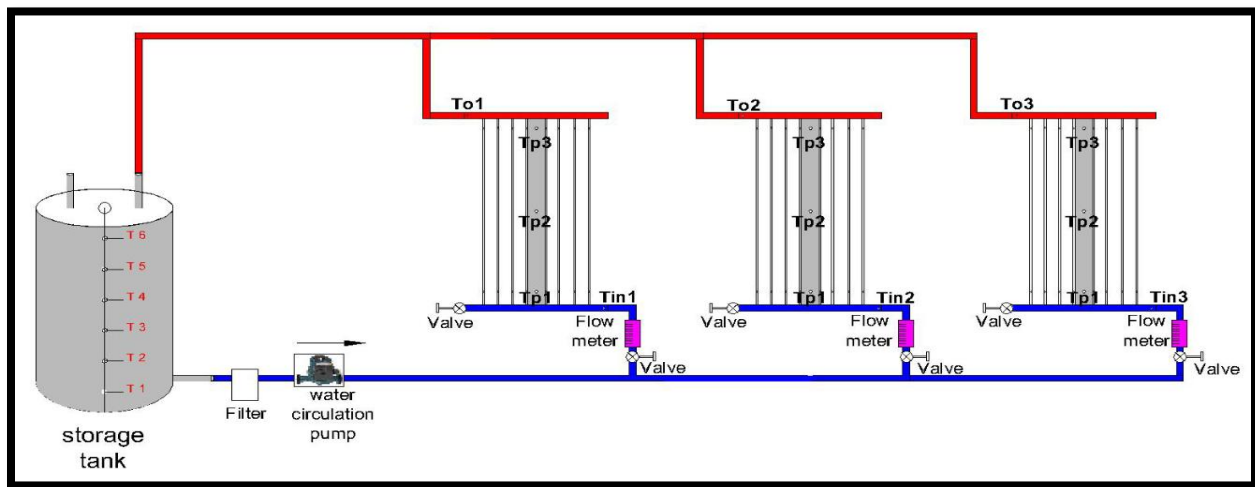 To1
To2
To3
Tp3
Tp3
Tp3
Tp2
Tp2
Tp2
T 6
T 5
T 4
T 3
T 2
T 1
Tp1
Tin1
Tp1
Tin2
Tp1
Tin3
Valve
Flow
meter
Valve
Valve
Flow
meter
Valve
Valve
Flow
meter
Valve
Filter
water
circulation
pump
storage
tank